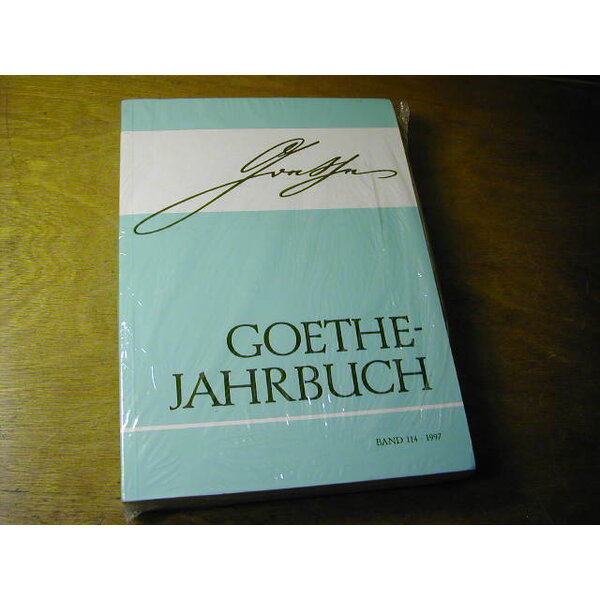 Goethe
GOETHE-
JAHRBUCH
BAND 114 · 1997